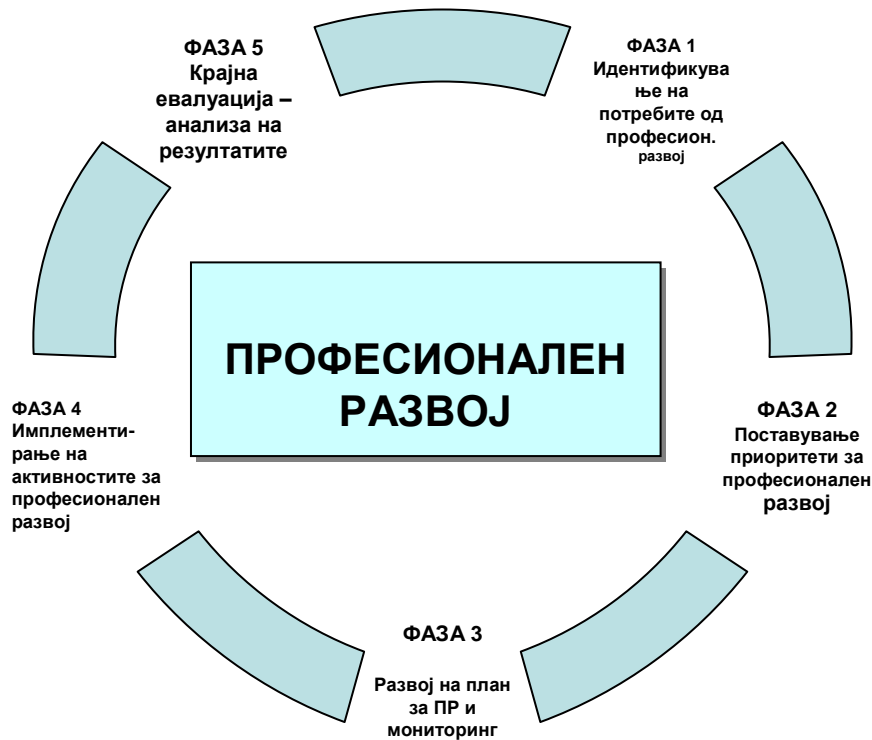 ФАЗА 5
Крајна
евалуација –
анализа на
резултатите
ФАЗА 1
Идентификува
ње на
потребите од
професион.
развој
ПРОФЕСИОНАЛЕН
РАЗВОЈ
ФАЗА 4
Имплементи-
рање на
активностите за
професионален
развој
ФАЗА 2
Поставување
приоритети за
професионален
развој
ФАЗА 3
Развој на план
за ПР и
мониторинг